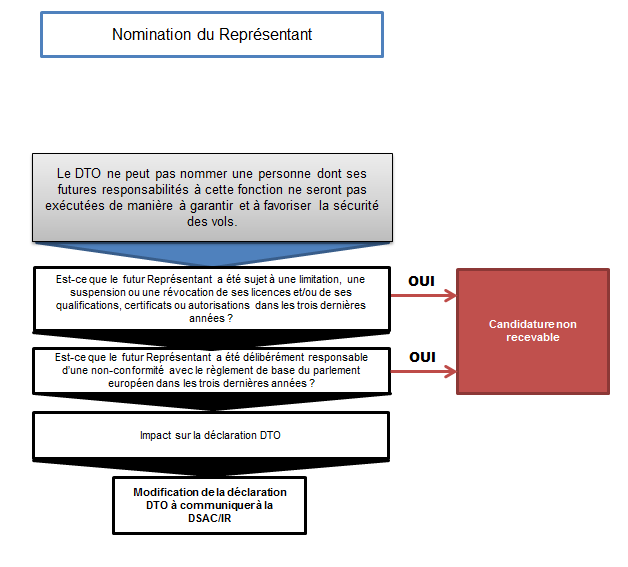 Nomination du Représentant
Le DTO ne peut pas nommer une personne dont ses
futures responsabilités à cette fonction ne seront pas
exécutées de manière à garantir et à favoriser la sécurité
des vols.
Est-ce que le futur Représentant a été sujet à une limitation, une
suspension ou une révocation de ses licences et/ou de ses
qualifications, certificats ou autorisations dans les trois dernières
années ?
OUI
Candidature non
recevable
Est-ce que le futur Représentant a été délibérément responsable
d'une non-conformité avec le règlement de base du parlement
européen dans les trois dernières années ?
OUI
Impact sur la déclaration DTO
Modification de la déclaration
DTO à communiquer à la
DSAC/IR